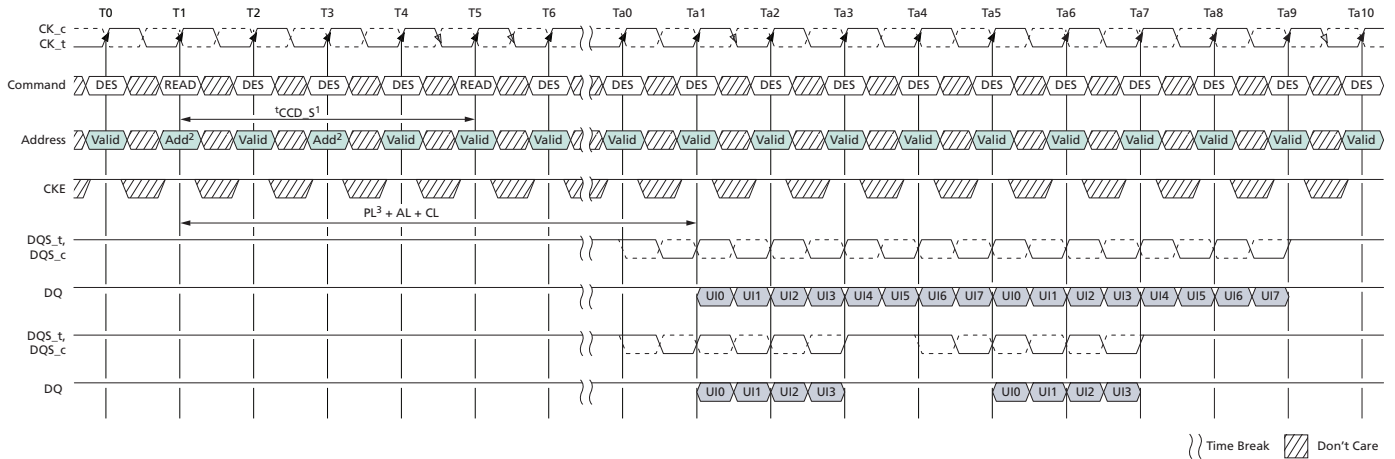 T0 T1 T2 T3 T4 T5 T6 Ta0 Ta1 Ta2 Ta3 Ta4 Ta5 Ta6 Ta7 Ta8 Ta9 Ta10
CK_c
CK_t
Command DES READ DES DES DES READ DES DES DES DES DES DES DES DES DES DES DES DES
tCCD_S1
Address Valid Add2 Valid Add2 Valid Valid Valid Valid Valid Valid Valid Valid Valid Valid Valid Valid Valid Valid
CKE
PL3 + AL + CL
DQS_t,
DQS_c
DQ UI0 UI1 UI2 UI3 UI4 UI5 UI6 UI7 UI0 UI1 UI2 UI3 UI4 UI5 UI6 UI7
DQS_t,
DQS_c
DQ UI0 UI1 UI2 UI3 UI0 UI1 UI2 UI3
Time Break Don't Care